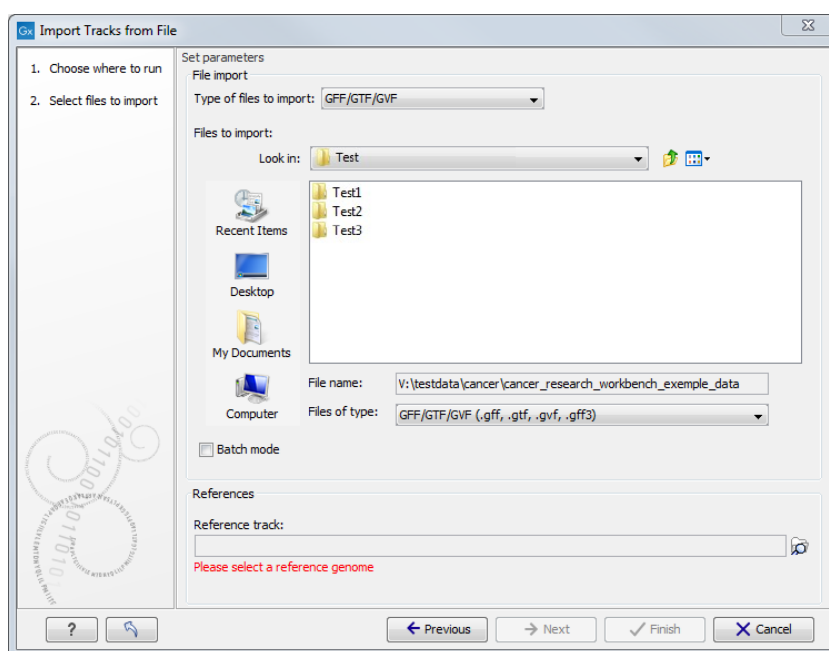 Gx Import Tracks from File
1. Choose where to run
2. Select files to import
Set parameters
File import
Type of files to import: GFF/GTF/GVF
Files to import:
Look in: Test
Test1
Test2
Test3
Recent Items
Desktop
My Documents
Computer
File name: V:\testdata\cancer\cancer_research_workbench_exemple_data
Files of type: GFF/GTF/GVF (.gff, .gtf, .gvf, .gff3)
Batch mode
References
Reference track:
Please select a reference genome
? Previous Next Finish Cancel